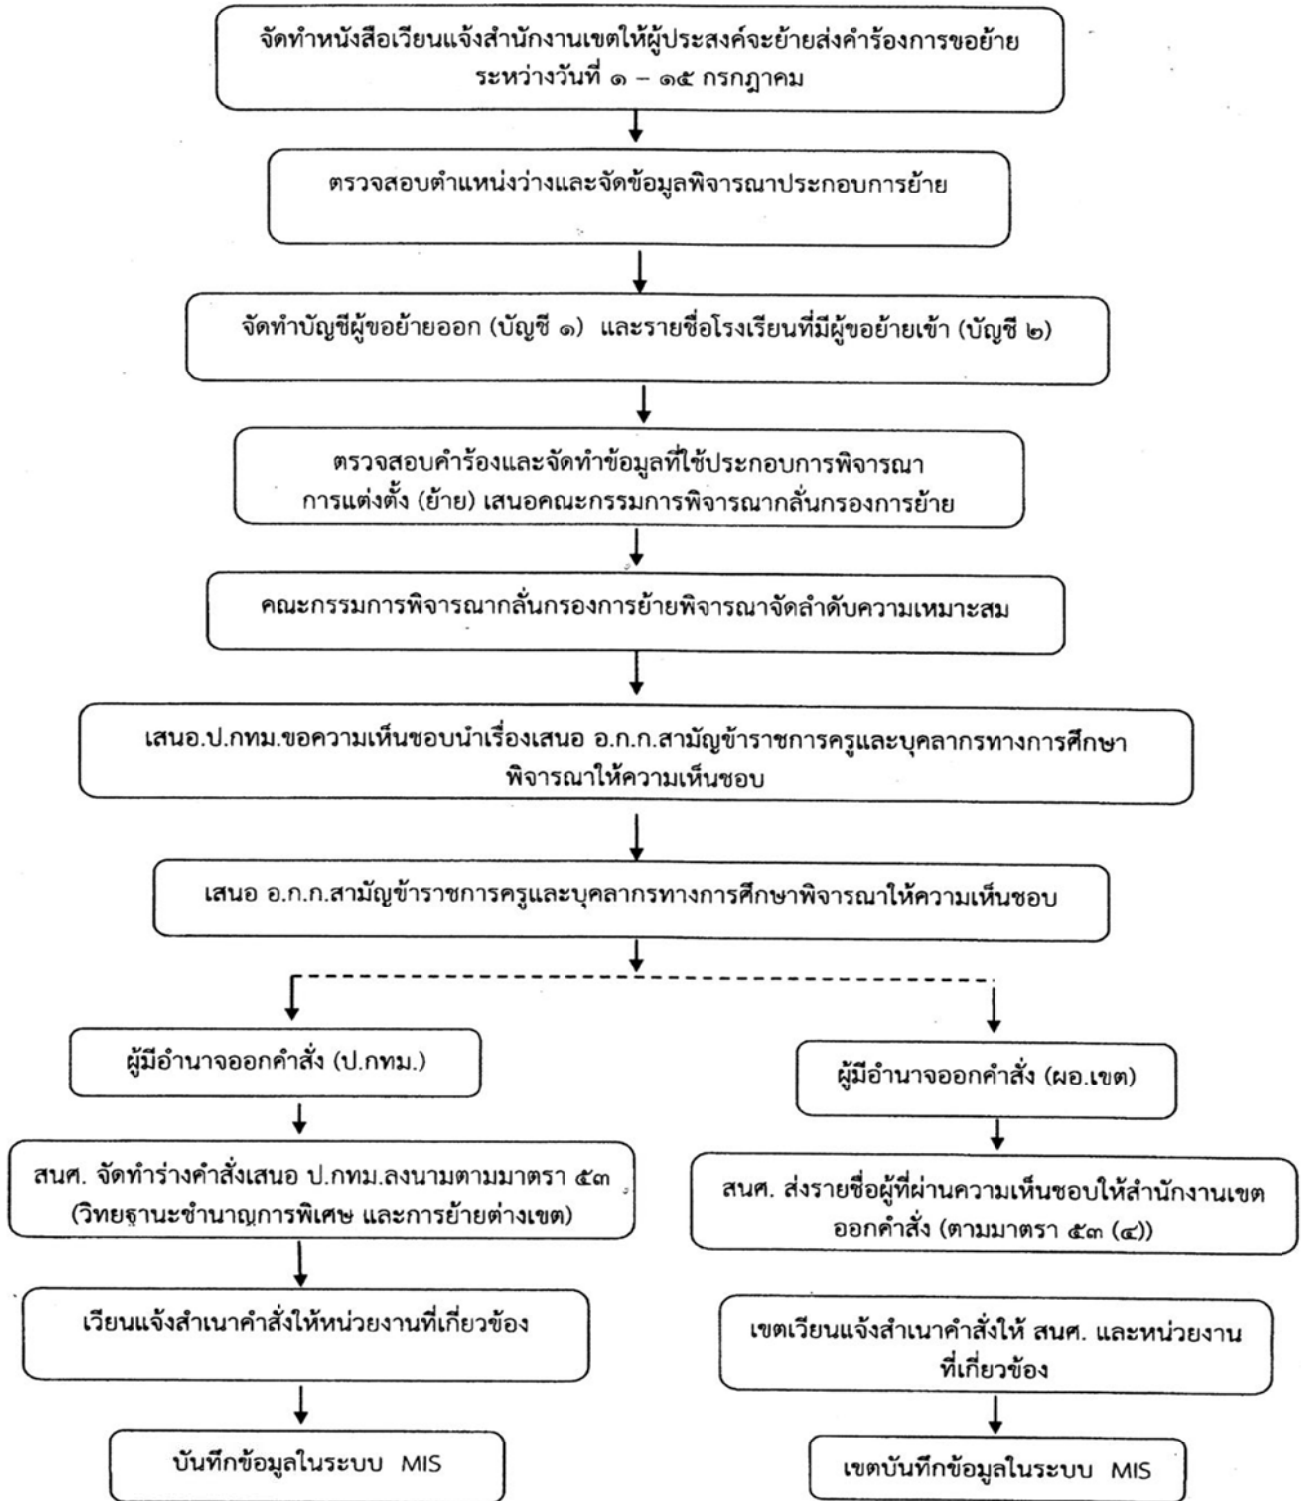 จัดทำหนังสือเวียนแจ้งสำนักงานเขตให้ผู้ประสงค์จะย้ายส่งคำร้องการขอย้าย
ระหว่างวันที่ ๑ – ๑๕ กรกฎาคม
ตรวจสอบตำแหน่งว่างและจัดข้อมูลพิจารณาประกอบการย้าย
จัดทำบัญชีผู้ขอย้ายออก (บัญชี ๑) และรายชื่อโรงเรียนที่มีผู้ขอย้ายเข้า (บัญชี ๒)
ตรวจสอบคำร้องและจัดทำข้อมูลที่ใช้ประกอบการพิจารณา
การแต่งตั้ง (ย้าย) เสนอคณะกรรมการพิจารณากลั่นกรองการย้าย
คณะกรรมการพิจารณากลั่นกรองการย้ายพิจารณาจัดลำดับความเหมาะสม
เสนอ.ป.กทม.ขอความเห็นชอบนำเรื่องเสนอ อ.ก.ก.สามัญข้าราชการครูและบุคลากรทางการศึกษา
พิจารณาให้ความเห็นชอบ
เสนอ อ.ก.ก.สามัญข้าราชการครูและบุคลากรทางการศึกษาพิจารณาให้ความเห็นชอบ
ผู้มีอำนาจออกคำสั่ง (ป.กทม.)
สนศ. จัดทำร่างคำสั่งเสนอ ป.กทม.ลงนามตามมาตรา ๕๓
(วิทยฐานะชำนาญการพิเศษ และการย้ายต่างเขต)
เวียนแจ้งสำเนาคำสั่งให้หน่วยงานที่เกี่ยวข้อง
บันทึกข้อมูลในระบบ MIS
ผู้มีอำนาจออกคำสั่ง (ผอ.เขต)
สนศ. ส่งรายชื่อผู้ที่ผ่านความเห็นชอบให้สำนักงานเขต
ออกคำสั่ง (ตามมาตรา ๕๓ (๔))
เขตเวียนแจ้งสำเนาคำสั่งให้ สนศ. และหน่วยงาน
ที่เกี่ยวข้อง
เขตบันทึกข้อมูลในระบบ MIS